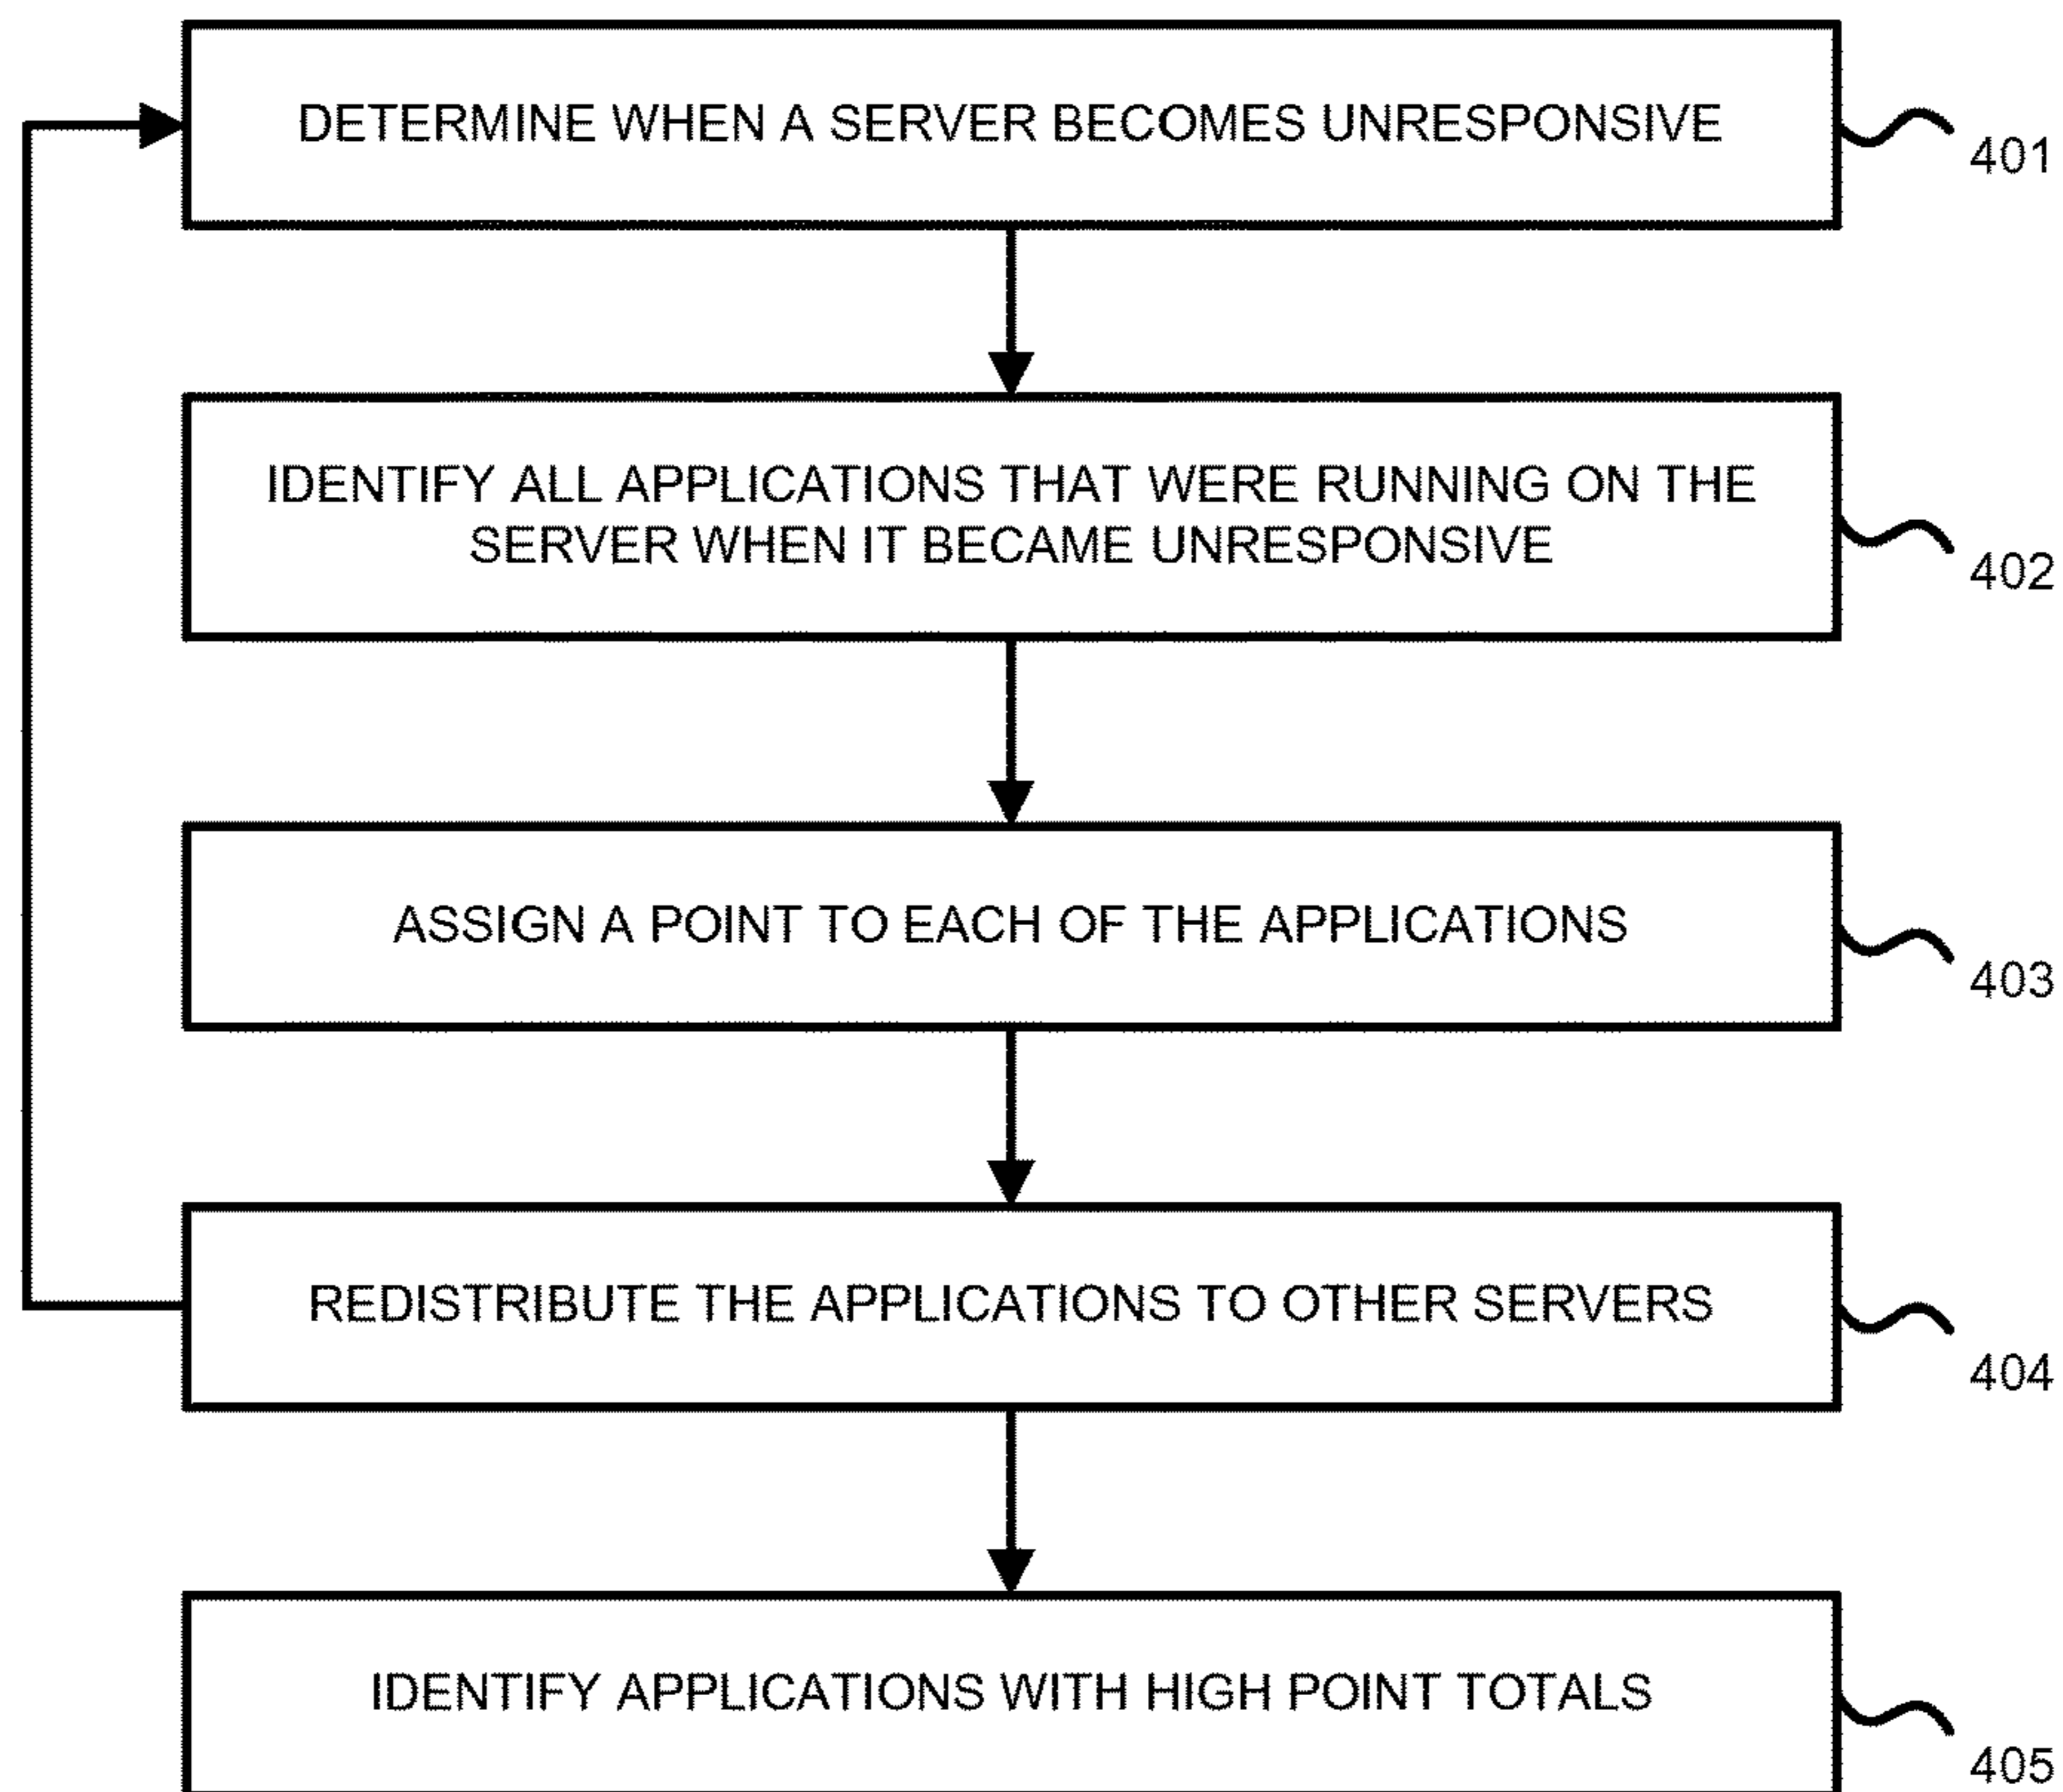 DETERMINE WHEN A SERVER BECOMES UNRESPONSIVE
401
IDENTIFY ALL APPLICATIONS THAT WERE RUNNING ON THE
SERVER WHEN IT BECAME UNRESPONSIVE
402
ASSIGN A POINT TO EACH OF THE APPLICATIONS
403
REDISTRIBUTE THE APPLICATIONS TO OTHER SERVERS
404
IDENTIFY APPLICATIONS WITH HIGH POINT TOTALS
405